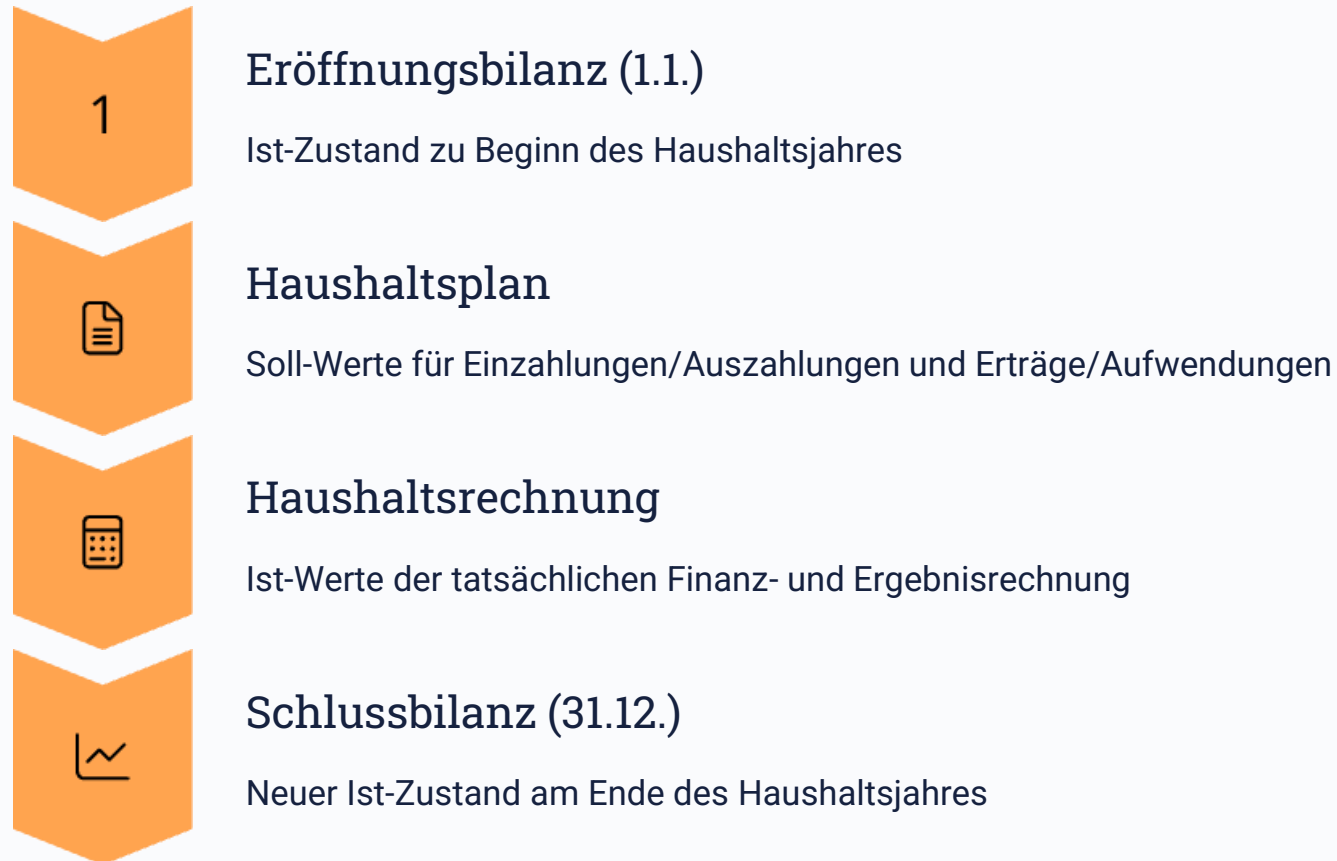 1
Eröffnungsbilanz (1.1.)
Ist-Zustand zu Beginn des Haushaltsjahres
Haushaltsplan
Soll-Werte für Einzahlungen/Auszahlungen und Erträge/Aufwendungen
Haushaltsrechnung
Ist-Werte der tatsächlichen Finanz- und Ergebnisrechnung
Schlussbilanz (31.12.)
Neuer Ist-Zustand am Ende des Haushaltsjahres